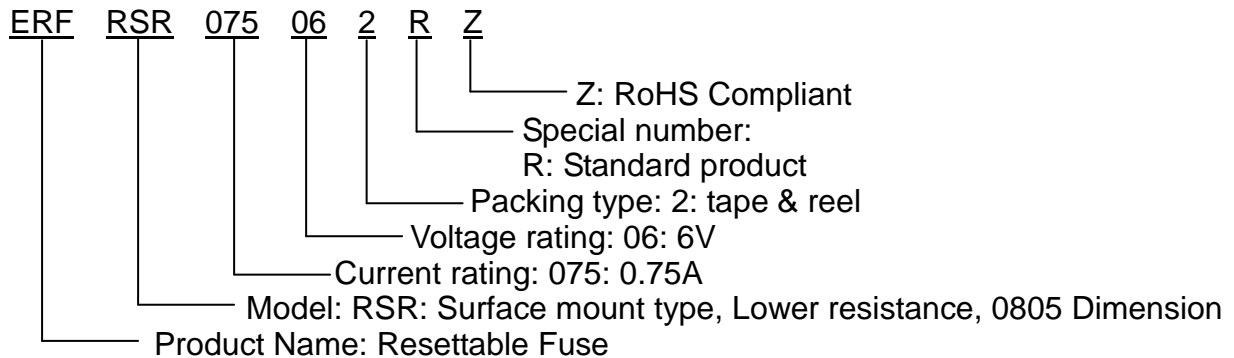 ERF RSR 075 06 2 R Z
Z: RoHS Compliant
Special number:
R: Standard product
Packing type: 2: tape & reel
Voltage rating: 06: 6V
Current rating: 075: 0.75A
Model: RSR: Surface mount type, Lower resistance, 0805 Dimension
Product Name: Resettable Fuse